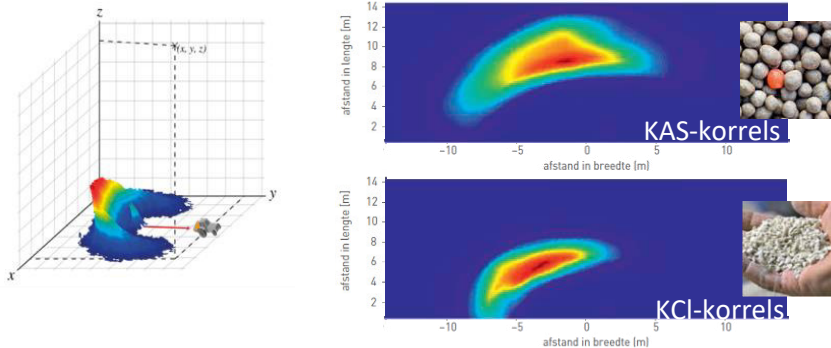 z
(x, y, z)
y
x
afstand in lengte [m]
14
12
10
8
6
4
2
KAS-korrels
−10
−5
0
5
10
afstand in breedte [m]
afstand in lengte [m]
14
12
10
8
6
4
2
KCl-korrels
−10
−5
0
5
10
afstand in breedte [m]